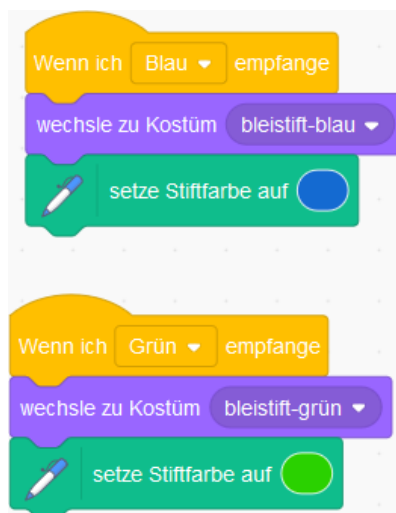 Wenn ich Blau empfange
wechsle zu Kostüm bleistift-blau
setze Stiftfarbe auf
Wenn ich Grün empfange
wechsle zu Kostüm bleistift-grün
setze Stiftfarbe auf